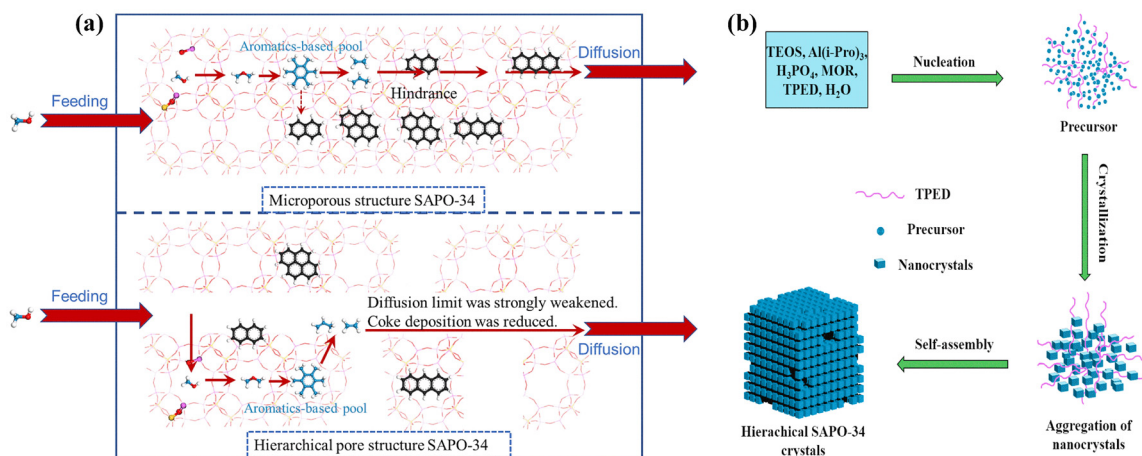 (a)
Aromatics-based pool
Diffusion
Hindrance
Feeding
Microporous structure SAPO-34
Feeding
Diffusion limit was strongly weakened.
Coke deposition was reduced.
Diffusion
Aromatics-based pool
Hierarchical pore structure SAPO-34
(b)
TEOS, Al(i-Pro)₃,
H₃PO₄, MOR,
TPED, H₂O
Nucleation
Precursor
Crystallization
TPED
Precursor
Nanocrystals
Self-assembly
Hierachical SAPO-34
crystals
Aggregation of
nanocrystals